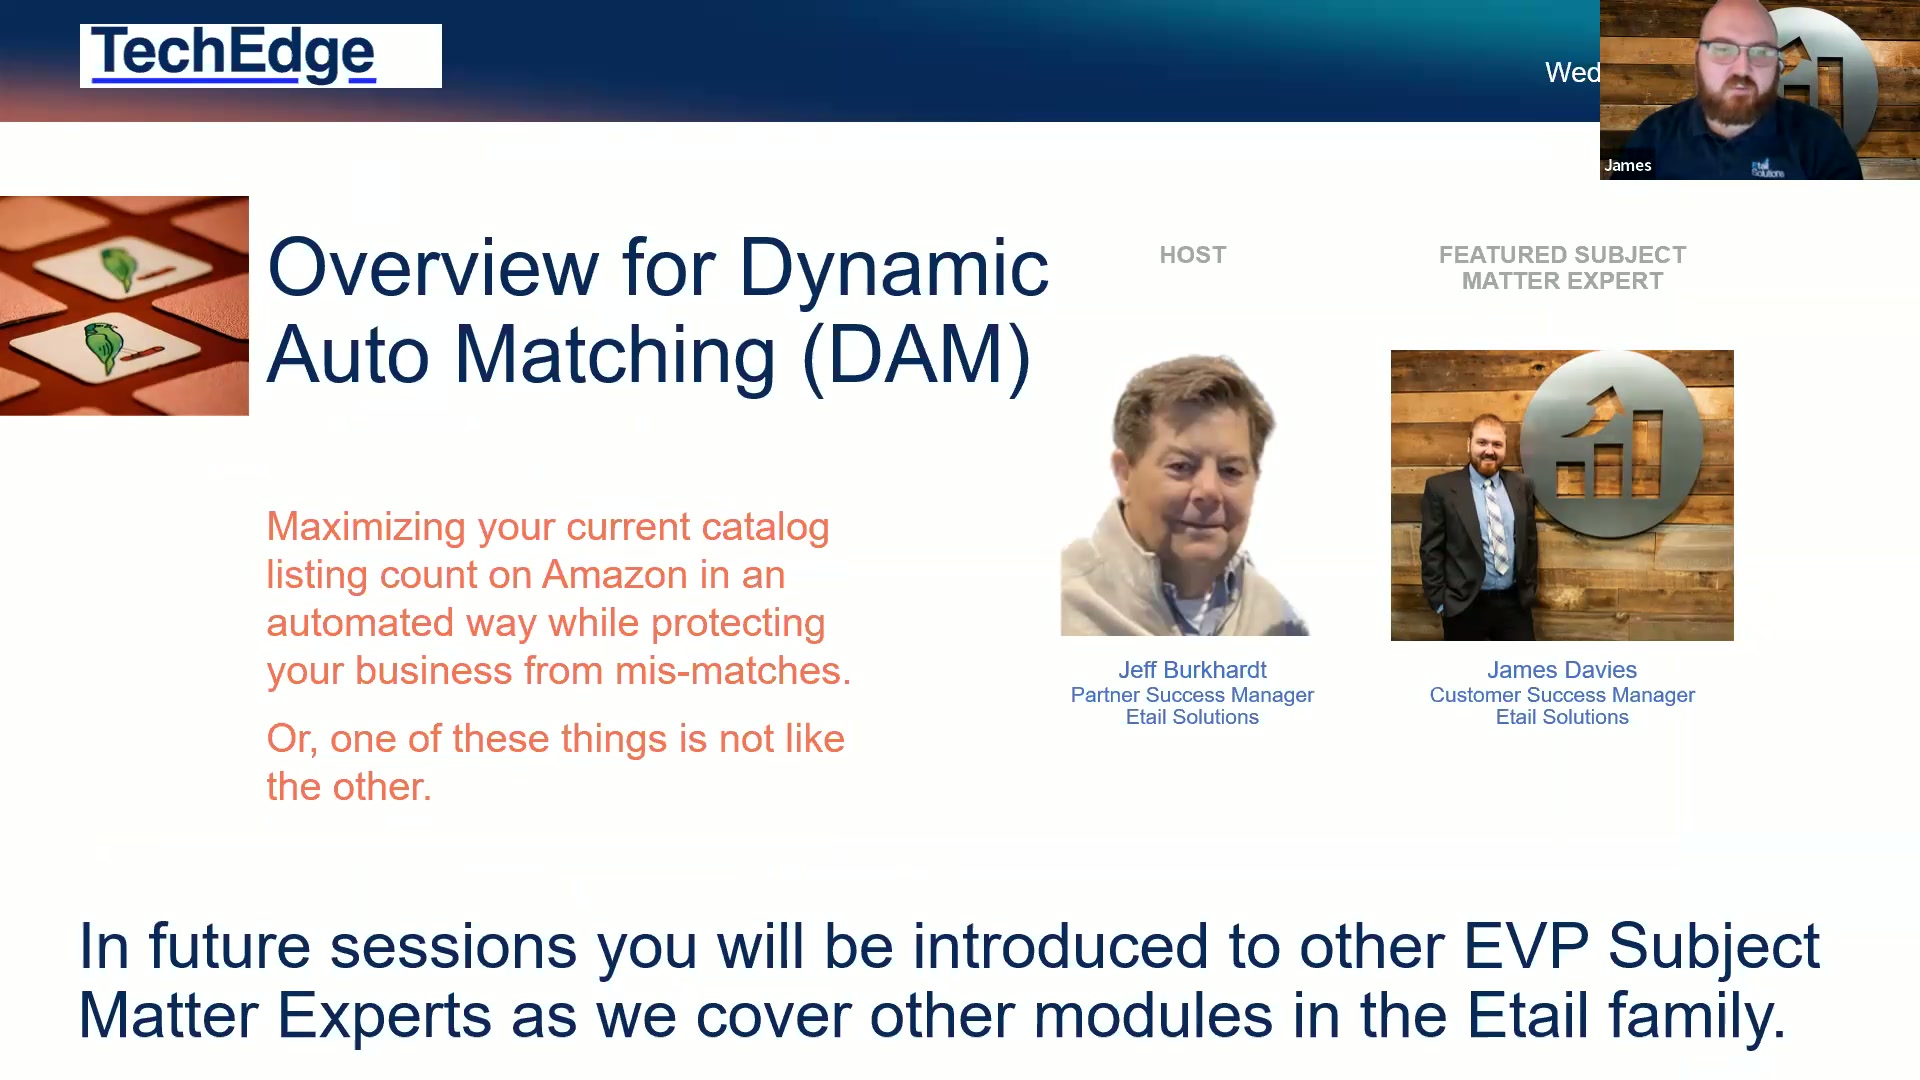 TechEdge
Wed
James
Etail
Solutions
Overview for Dynamic
Auto Matching (DAM)
HOST
FEATURED SUBJECT
MATTER EXPERT
Maximizing your current catalog
listing count on Amazon in an
automated way while protecting
your business from mis-matches.
Or, one of these things is not like
the other.
Jeff Burkhardt
Partner Success Manager
Etail Solutions
James Davies
Customer Success Manager
Etail Solutions
In future sessions you will be introduced to other EVP Subject
Matter Experts as we cover other modules in the Etail family.